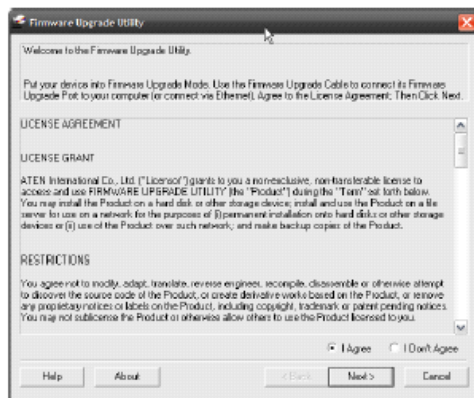 Firmware Upgrade Utility
Welcome to the Firmware Upgrade Utility.
Put your device into Firmware Upgrade Mode. Use the Firmware Upgrade Cable to connect its Firmware
Upgrade Port to your computer (or connect via Ethernet). Agree to the License Agreement; Then Click Next.
LICENSE AGREEMENT
LICENSE GRANT
ATEN International Co., Ltd. ("Licensor") grants to you a non-exclusive, non-transferable license to
access and use FIRMWARE UPGRADE UTILITY (the "Product") during the "Term" set forth below.
You may install the Product on a hard disk or other storage device; install and use the Product on a file
server for use on a network for the purposes of (i) permanent installation onto hard disks or other storage
devices or (ii) use of the Product over such network; and make backup copies of the Product.
RESTRICTIONS
You agree not to modify, adapt, translate, reverse engineer, recompile, disassemble or otherwise attempt
to discover the source code of the Product, or create derivative works based on the Product, or remove
any proprietary notices or labels on the Product, including copyright, trademark or patent pending notices.
You may not sublicense the Product or otherwise allow others to use the Product licensed to you.
I Agree I Don't Agree
Help About < Back Next > Cancel